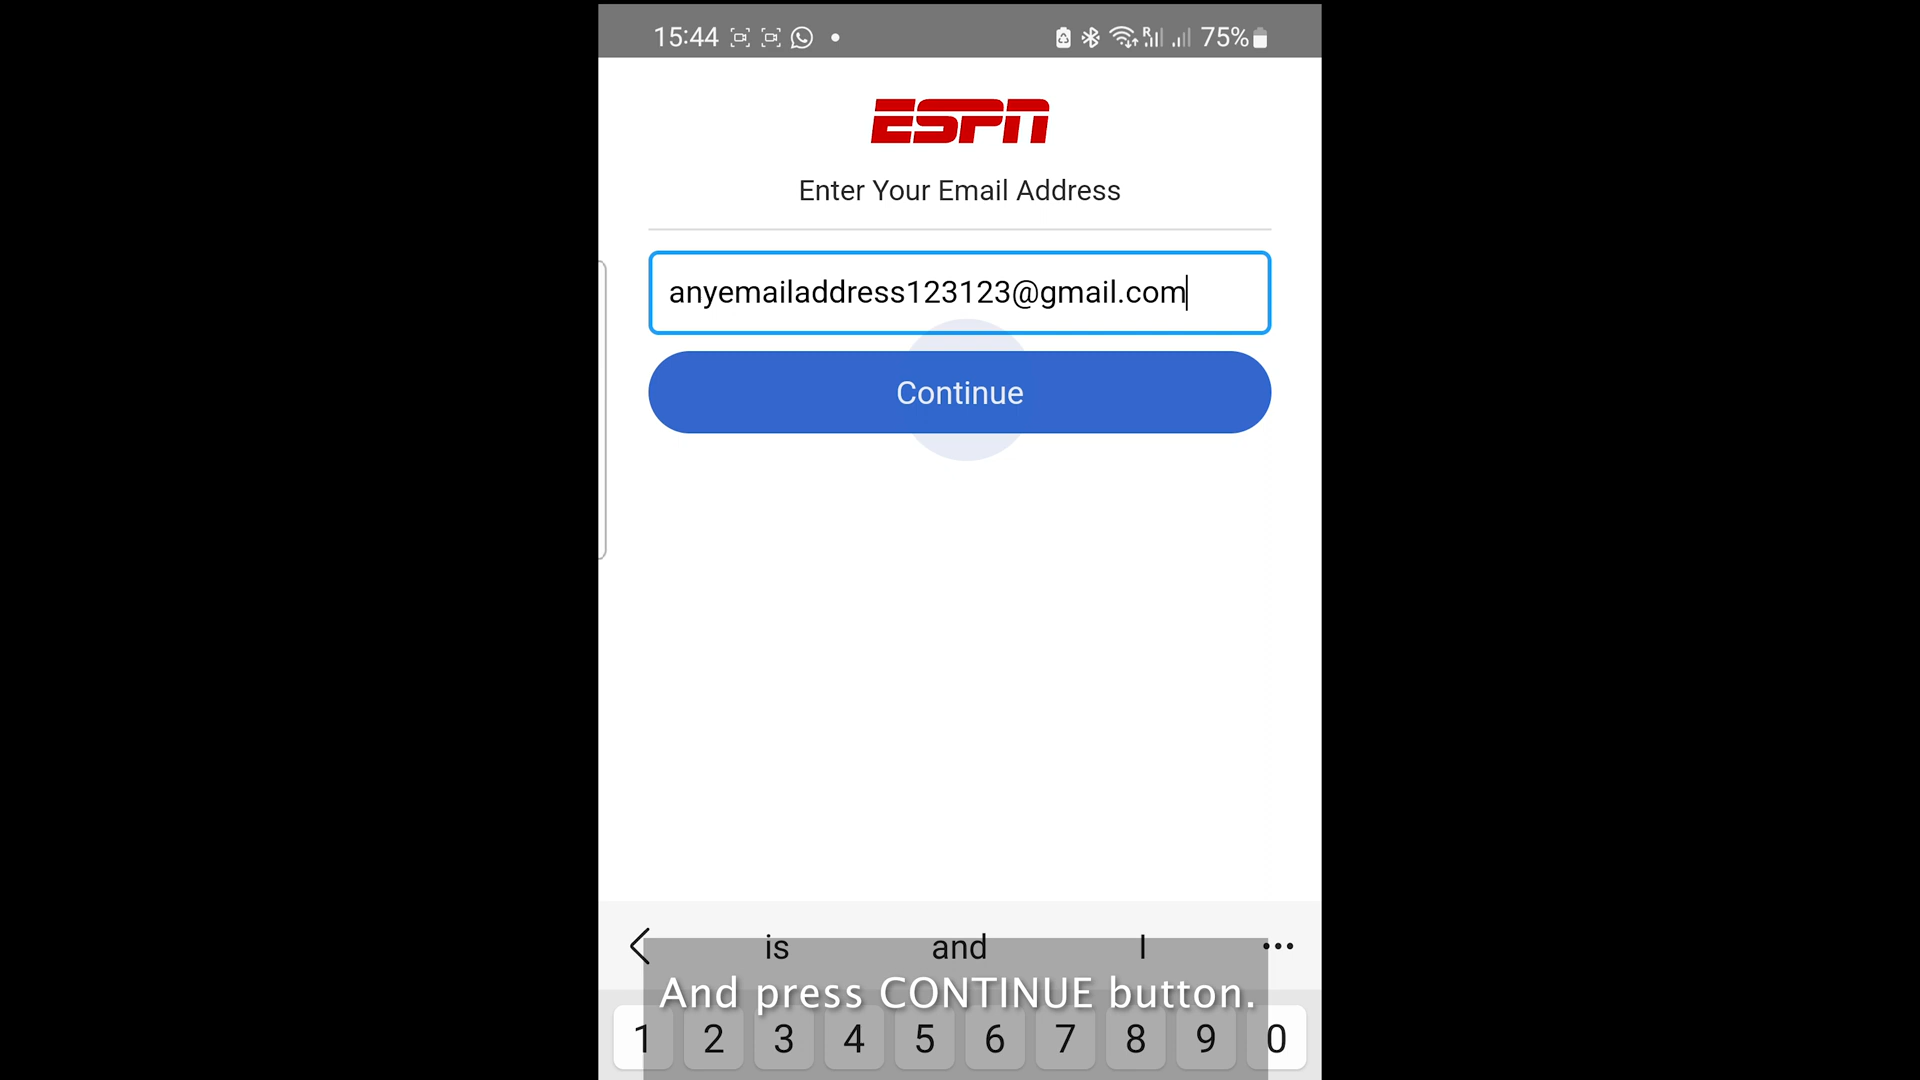 15:44 75%
ESPN
Enter Your Email Address
anyemailaddress123123@gmail.com
Continue
is and I
And press CONTINUE button.
1 2 3 4 5 6 7 8 9 0